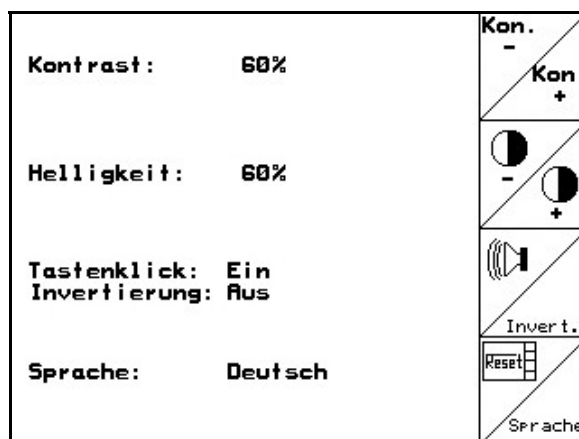 Kontrast: 60%
Helligkeit: 60%
Tastenklick: Ein
Invertierung: Aus
Sprache: Deutsch
Kon.
-
Kon
+
-
+
Invert.
Reset
Sprache